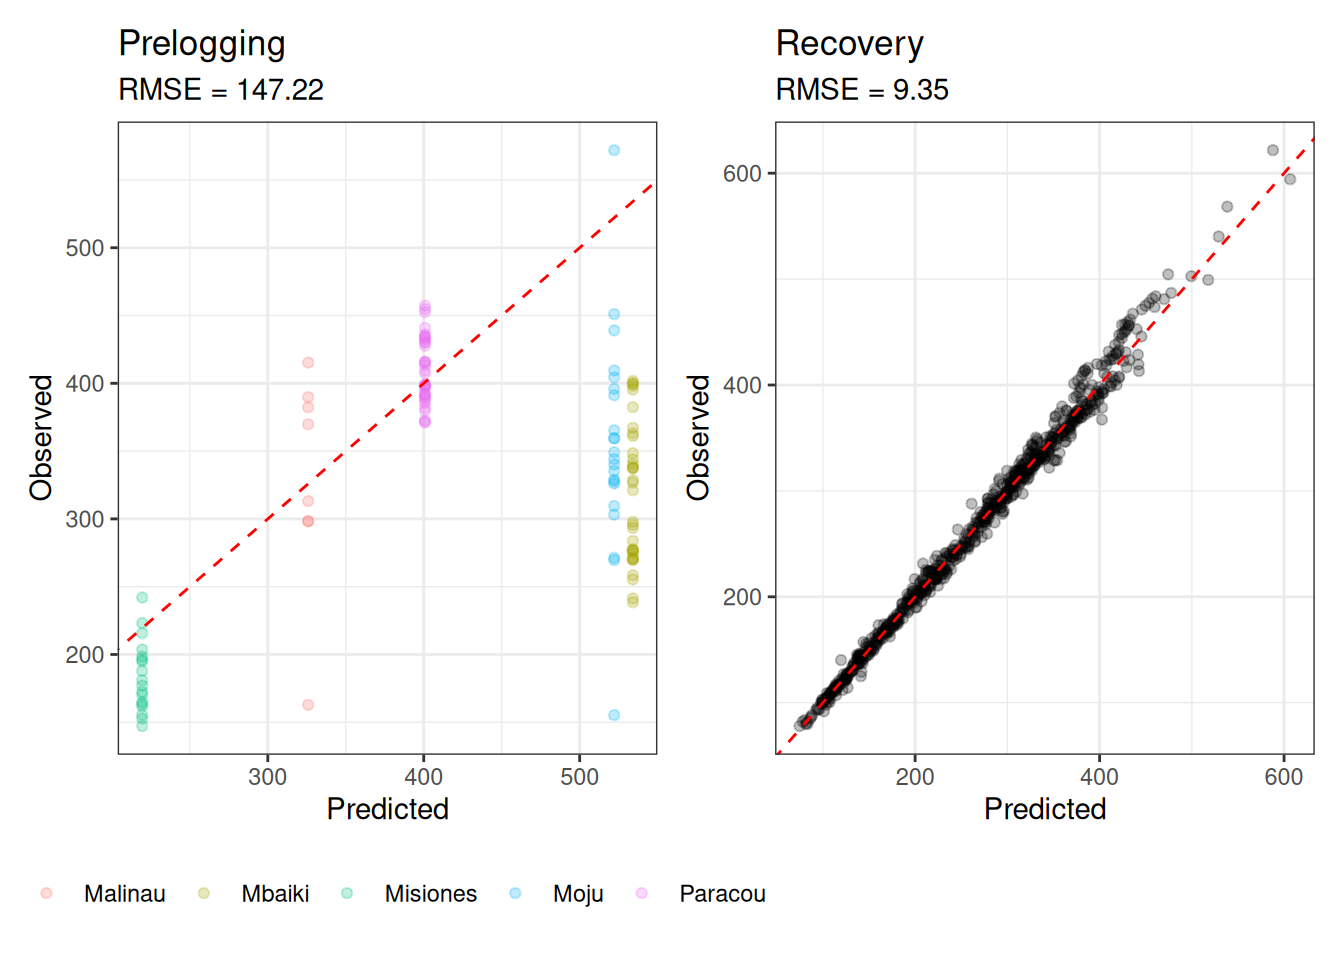 Prelogging
RMSE = 147.22
500
400
300
200
Observed
300 400 500
Predicted
Recovery
RMSE = 9.35
600
400
200
Observed
200 400 600
Predicted
Malinau Mbaiki Misiones Moju Paracou